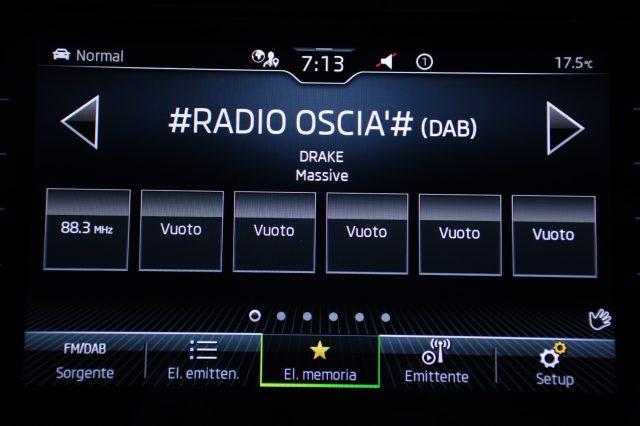 Normal
7:13
1
17.5°C
#RADIO OSCIA'# (DAB)
DRAKE
Massive
88.3 MHz
Vuoto
Vuoto
Vuoto
Vuoto
Vuoto
FM/DAB
Sorgente
El. emitten.
El. memoria
Emittente
Setup